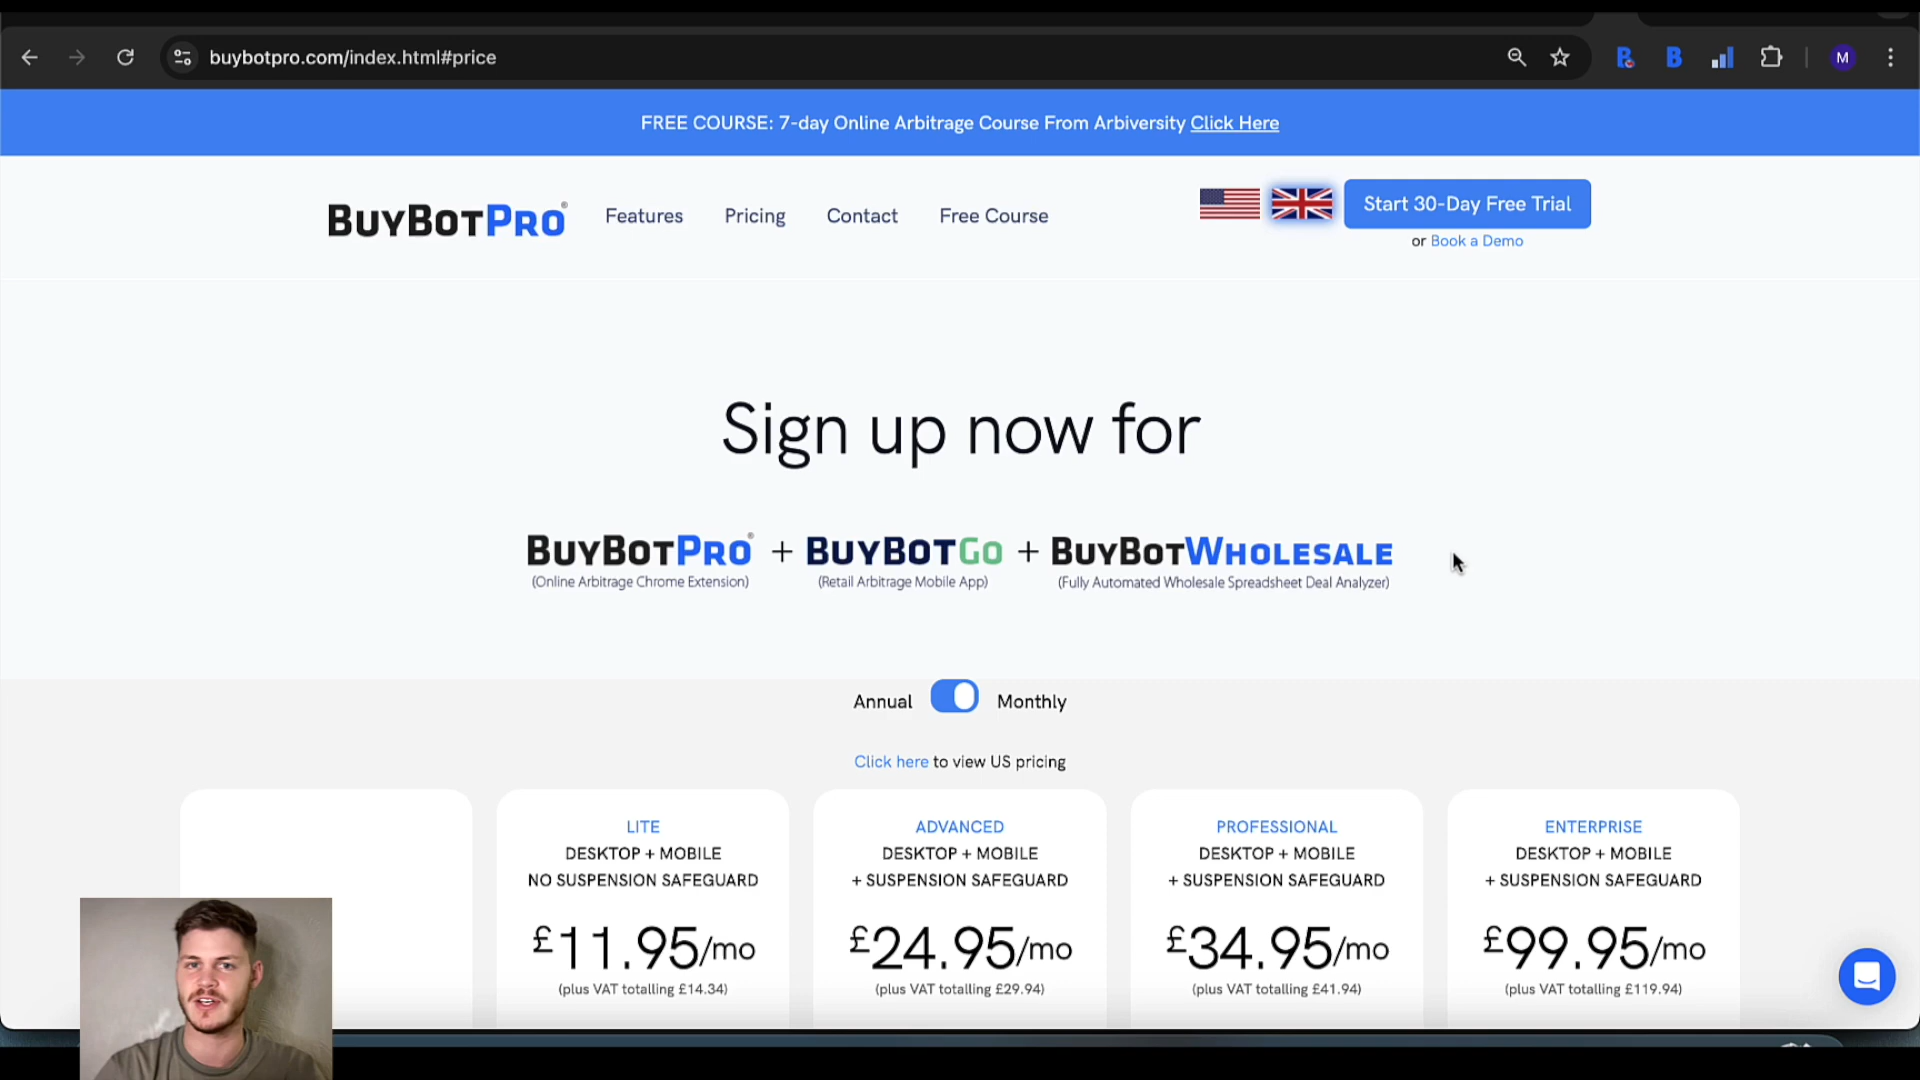 buybotpro.com/index.html#price
M
FREE COURSE: 7-day Online Arbitrage Course From Arbiversity Click Here
BUYBOTPRO®
Features
Pricing
Contact
Free Course
Start 30-Day Free Trial
or Book a Demo
Sign up now for
BUYBOTPRO® + BUYBOTGO + BUYBOTWHOLESALE
(Online Arbitrage Chrome Extension) (Retail Arbitrage Mobile App) (Fully Automated Wholesale Spreadsheet Deal Analyzer)
Annual Monthly
Click here to view US pricing
LITE
DESKTOP + MOBILE
NO SUSPENSION SAFEGUARD
£11.95/mo
(plus VAT totalling £14.34)
ADVANCED
DESKTOP + MOBILE
+ SUSPENSION SAFEGUARD
£24.95/mo
(plus VAT totalling £29.94)
PROFESSIONAL
DESKTOP + MOBILE
+ SUSPENSION SAFEGUARD
£34.95/mo
(plus VAT totalling £41.94)
ENTERPRISE
DESKTOP + MOBILE
+ SUSPENSION SAFEGUARD
£99.95/mo
(plus VAT totalling £119.94)